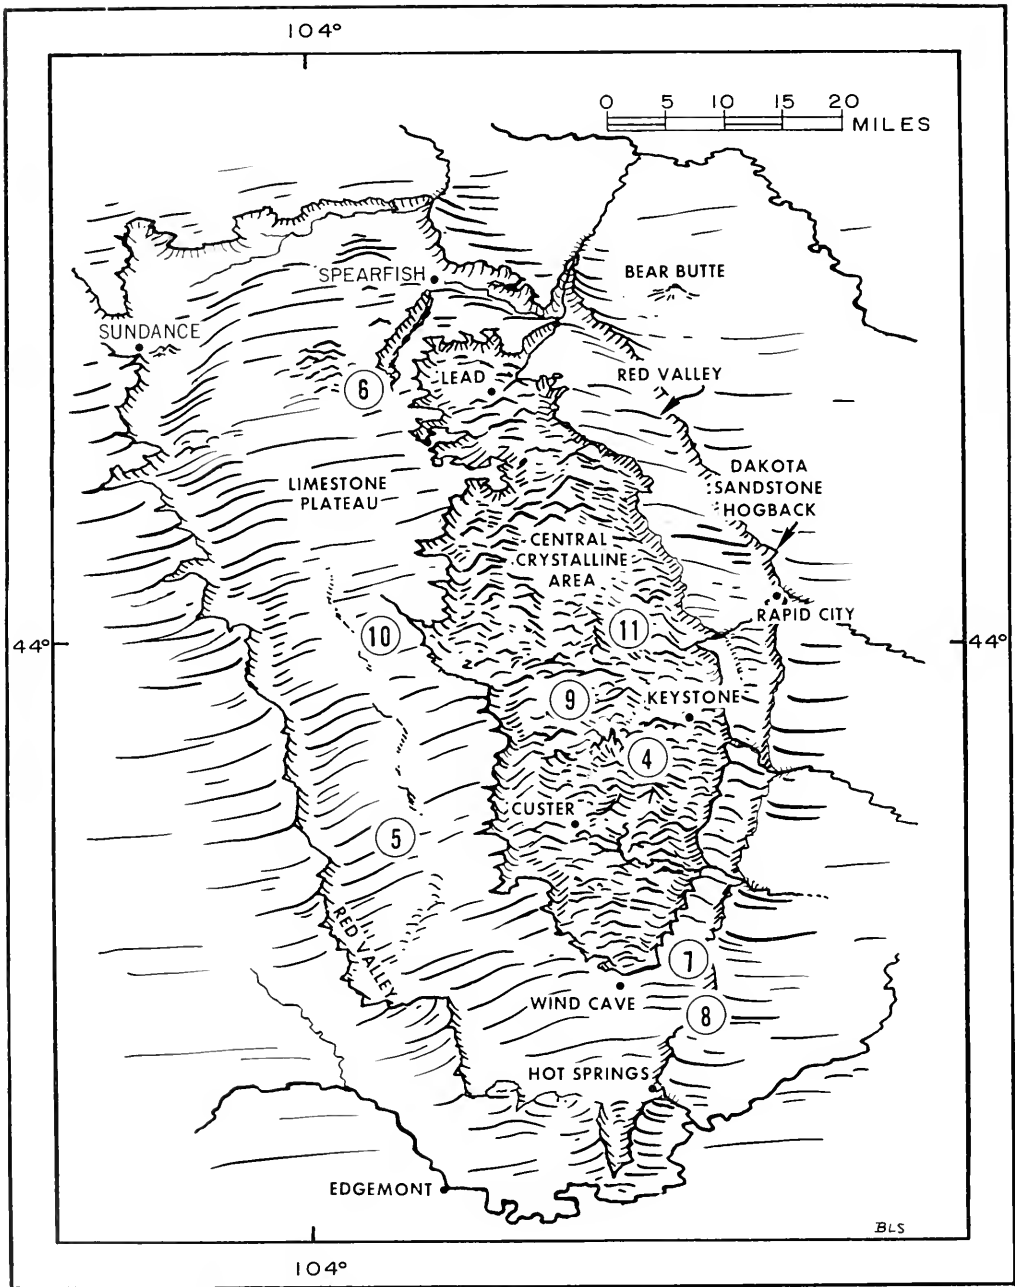 104°
0 5 10 15 20
MILES
SPEARFISH
BEAR BUTTE
SUNDANCE
LEAD
RED VALLEY
6
DAKOTA
SANDSTONE
HOGBACK
LIMESTONE
PLATEAU
CENTRAL
CRYSTALLINE
AREA
RAPID CITY
10
11
44°
44°
9
KEYSTONE
4
CUSTER
5
RED VALLEY
7
WIND CAVE
8
HOT SPRINGS
EDGEMONT
BLS
104°